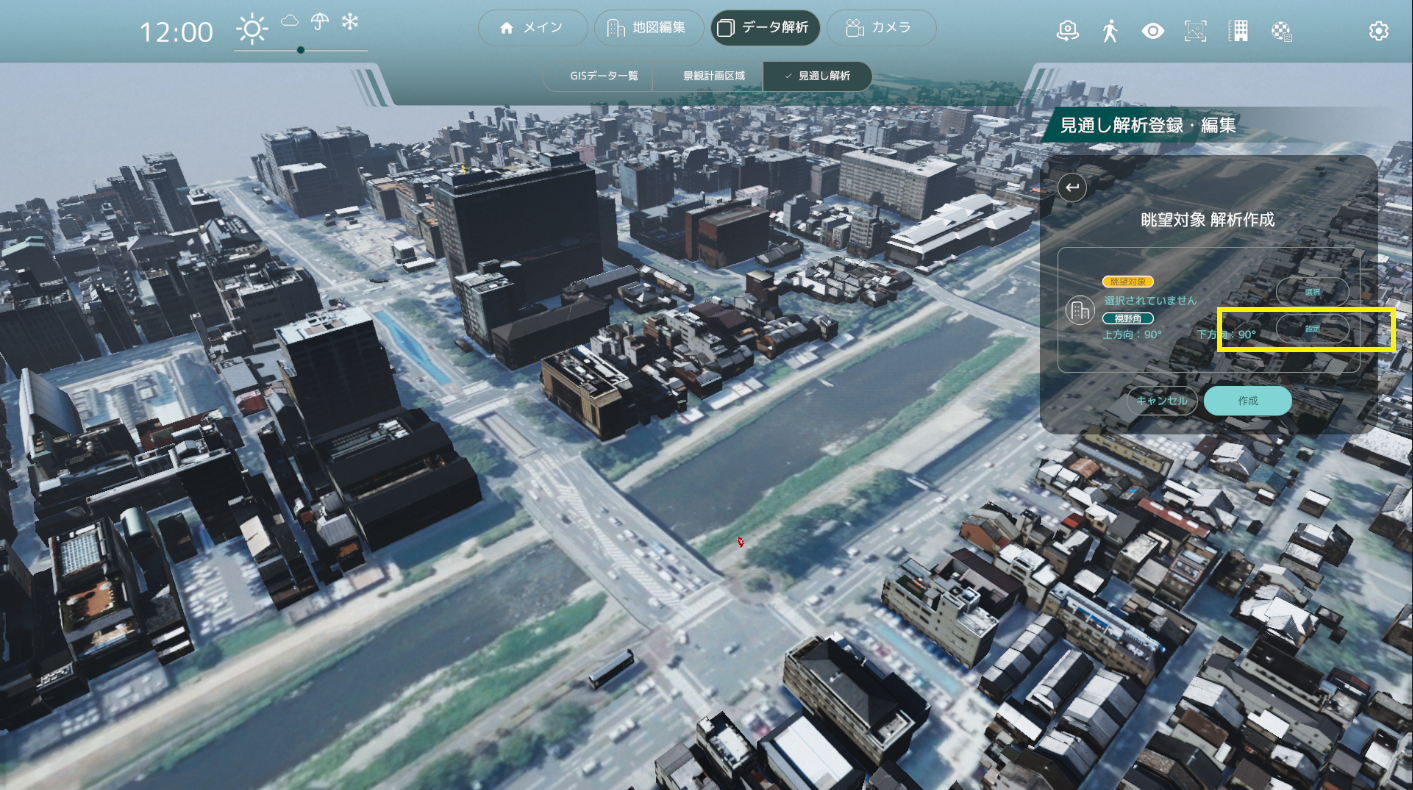 12:00
メイン
地図編集
データ解析
カメラ
GISデータ一覧
景観計画区域
✓ 見通し解析
見通し解析登録・編集
眺望対象 解析作成
眺望対象
選択されていません
選択
視野角
上方向：90° 下方向：90°
設定
キャンセル
作成